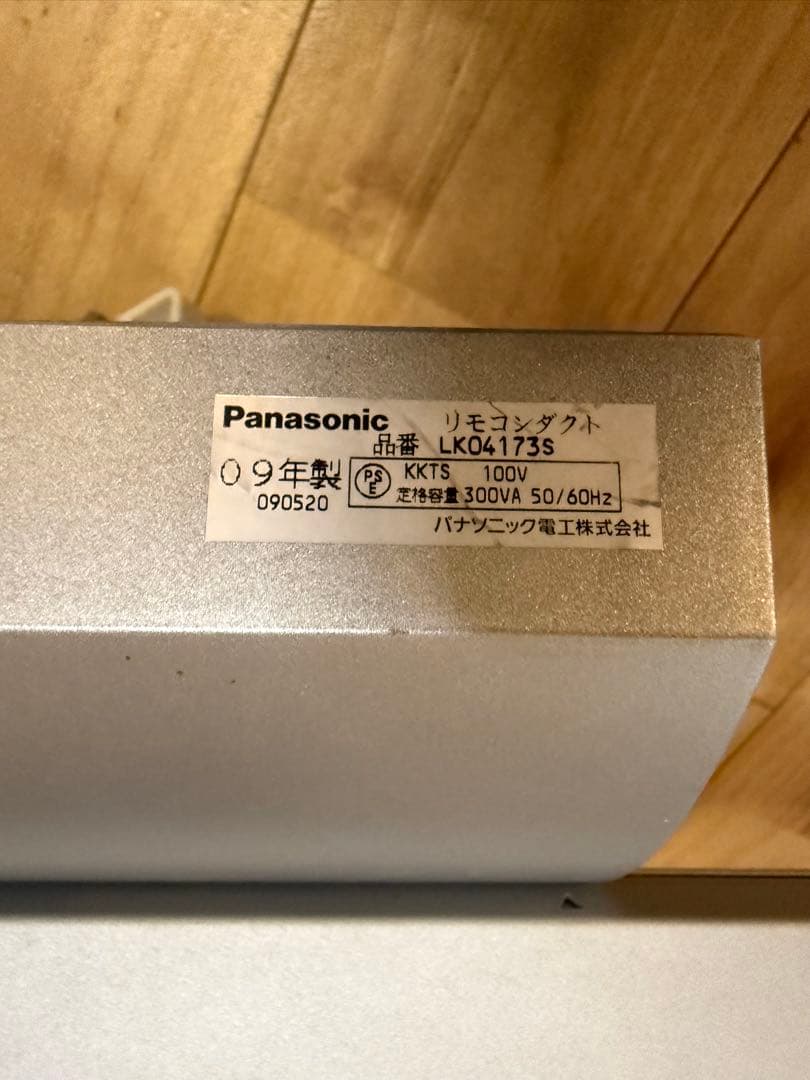 Panasonic リモコンダクト
品番 LK04173S
09年製 PSE KKTS 100V
090520 定格容量 300VA 50/60Hz
パナソニック電工株式会社